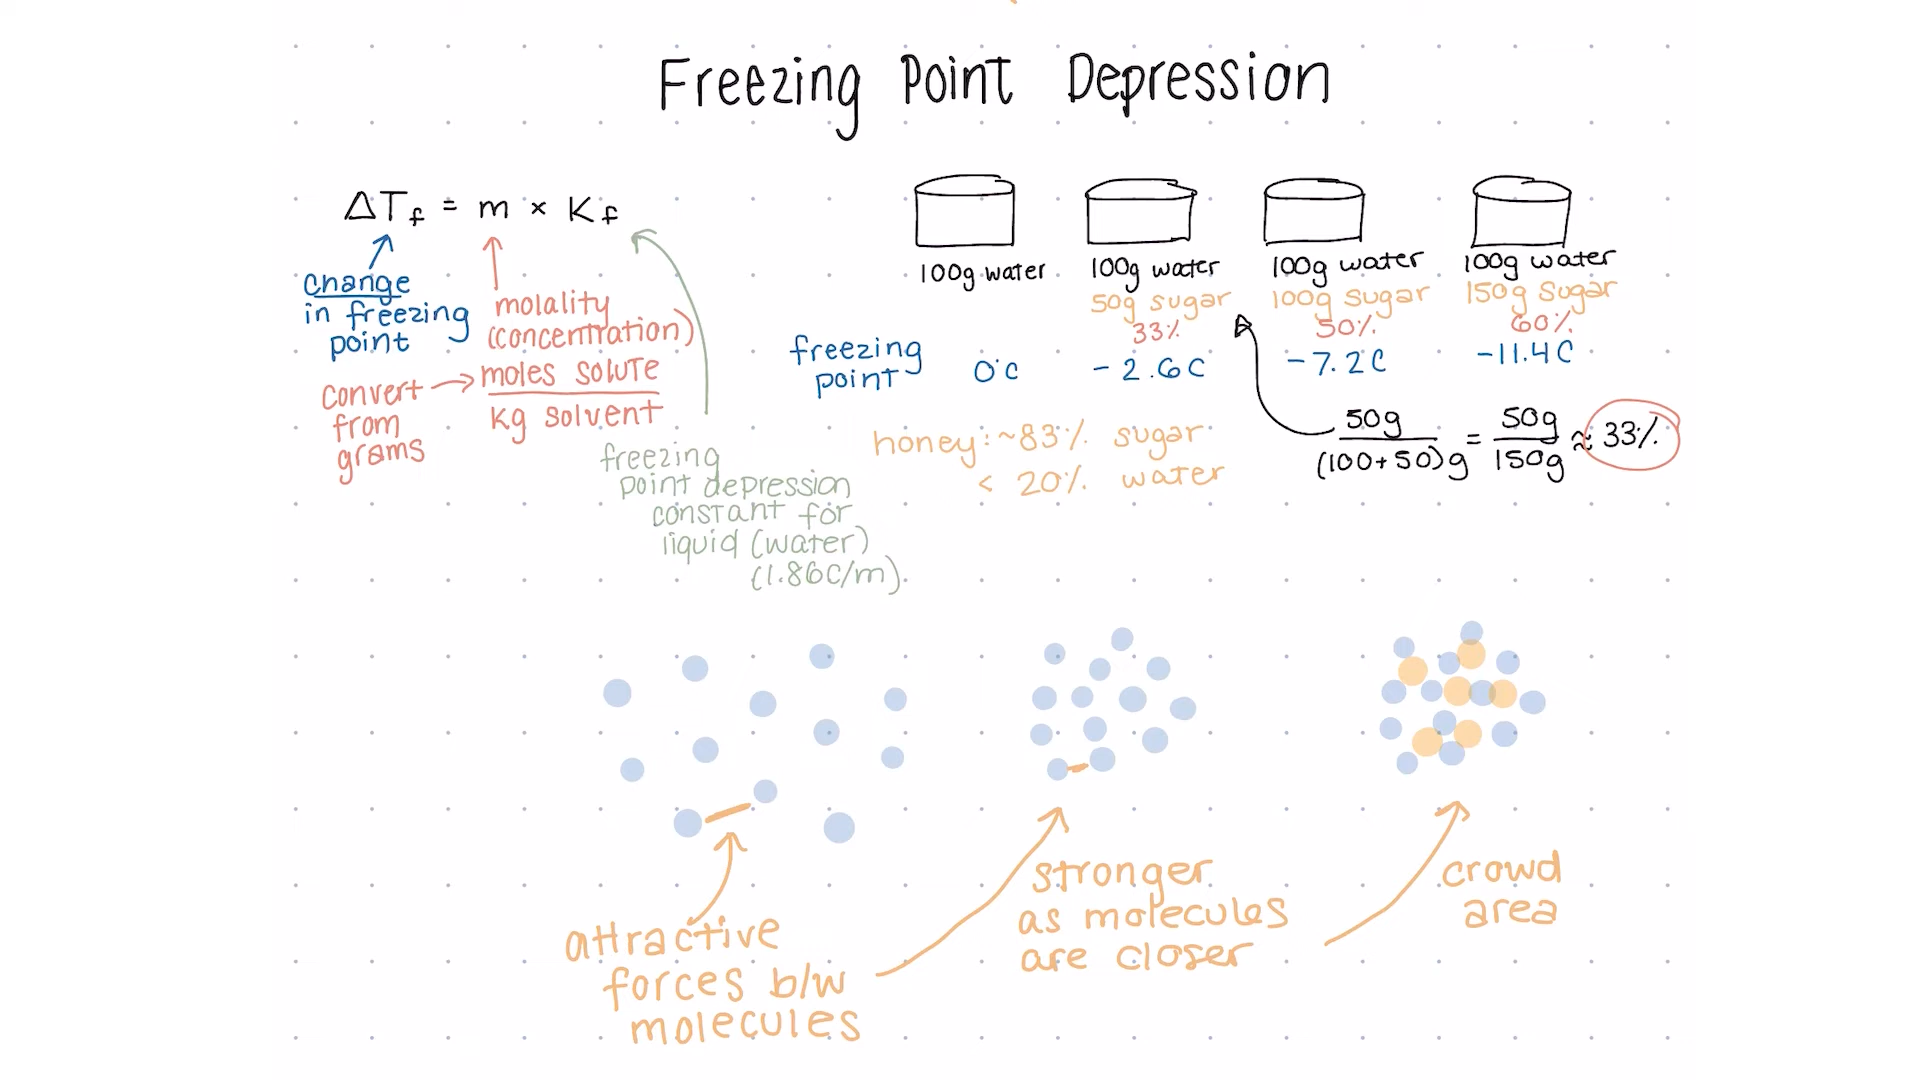 Freezing Point Depression
ΔTf = m × Kf
change
in freezing
point
molality
(concentration)
moles solute
kg solvent
convert
from
grams
freezing
point depression
constant for
liquid (water)
(1.86C/m)
100g water
100g water
50g sugar
33%
100g water
100g sugar
50%
100g water
150g sugar
60%
freezing
point
0°C
-2.6C
-7.2C
-11.4C
honey: ~83% sugar
< 20% water
50g
(100+50)g
=
50g
150g
≈ 33%
attractive
forces b/w
molecules
stronger
as molecules
are closer
crowd
area